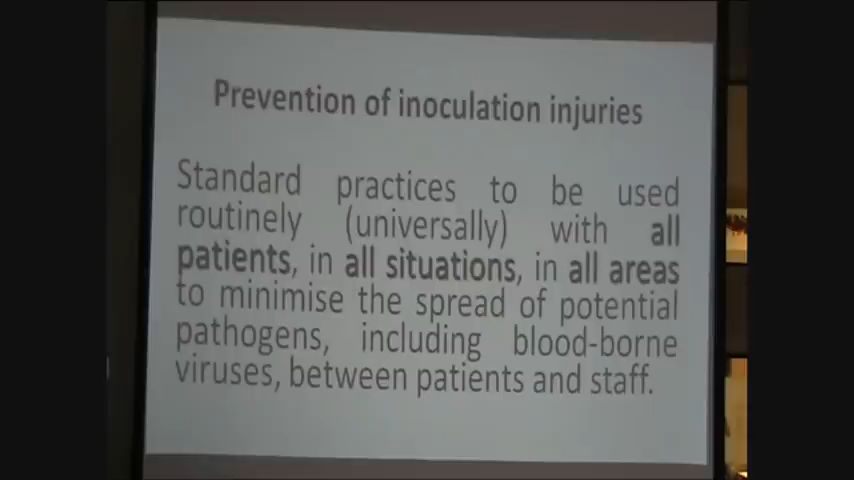 Prevention of inoculation injuries
Standard practices to be used
routinely (universally) with all
patients, in all situations, in all areas
to minimise the spread of potential
pathogens, including blood-borne
viruses, between patients and staff.